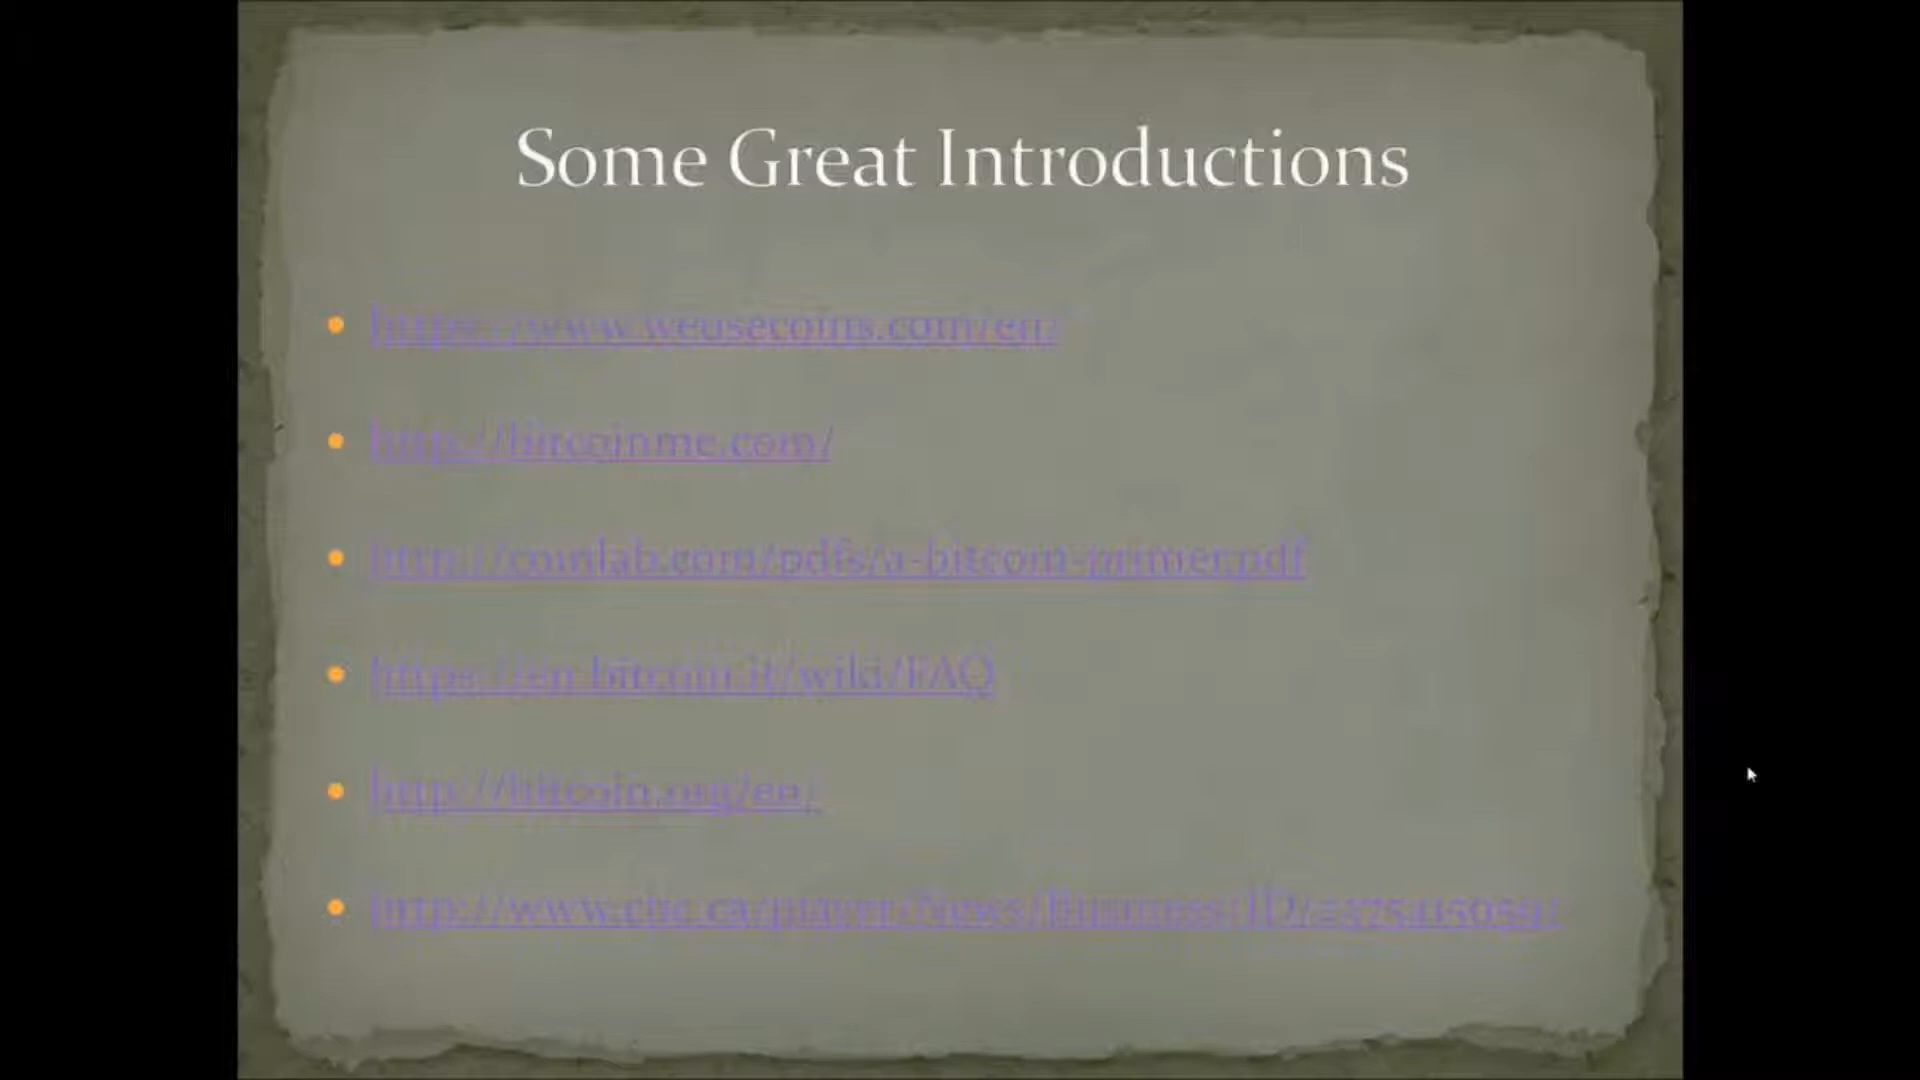 Some Great Introductions
https://www.weusecoins.com/en/
http://bitcoinme.com/
http://coinlab.com/pdfs/a-bitcoin-primer.pdf
https://en.bitcoin.it/wiki/FAQ
http://bitcoin.org/en/